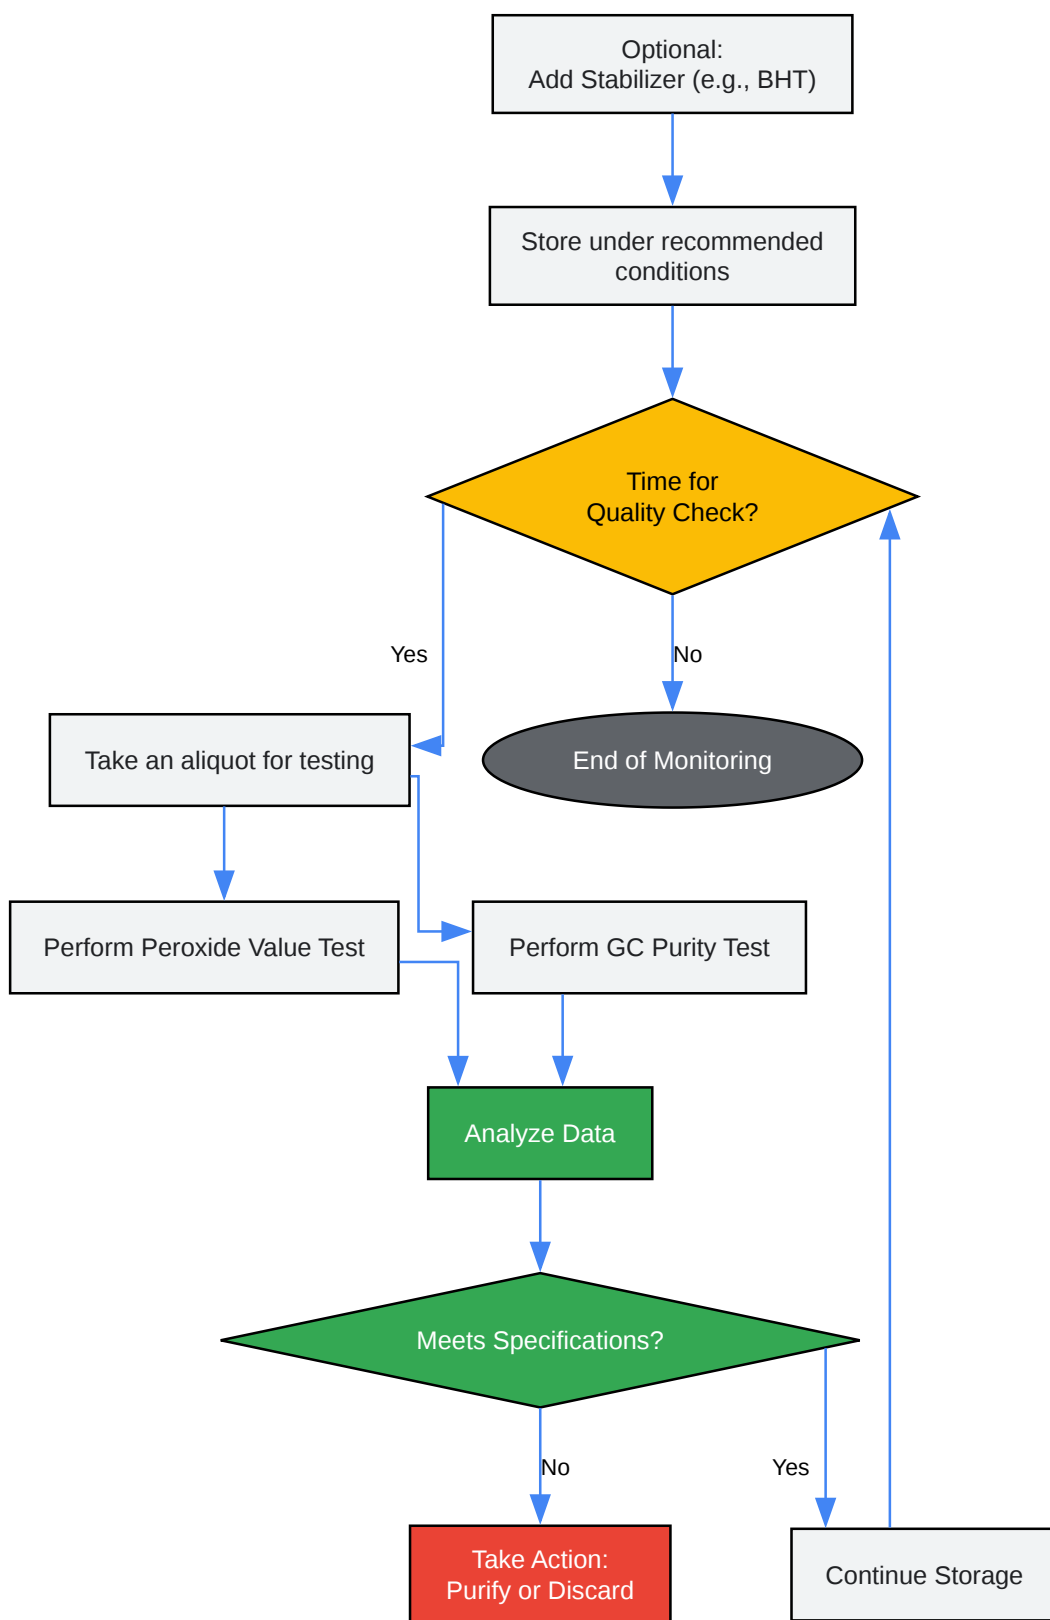 Optional:
Add Stabilizer (e.g., BHT)
Store under recommended
conditions
Time for
Quality Check?
Yes
No
Take an aliquot for testing
End of Monitoring
Perform Peroxide Value Test
Perform GC Purity Test
Analyze Data
Meets Specifications?
No
Yes
Take Action:
Purify or Discard
Continue Storage